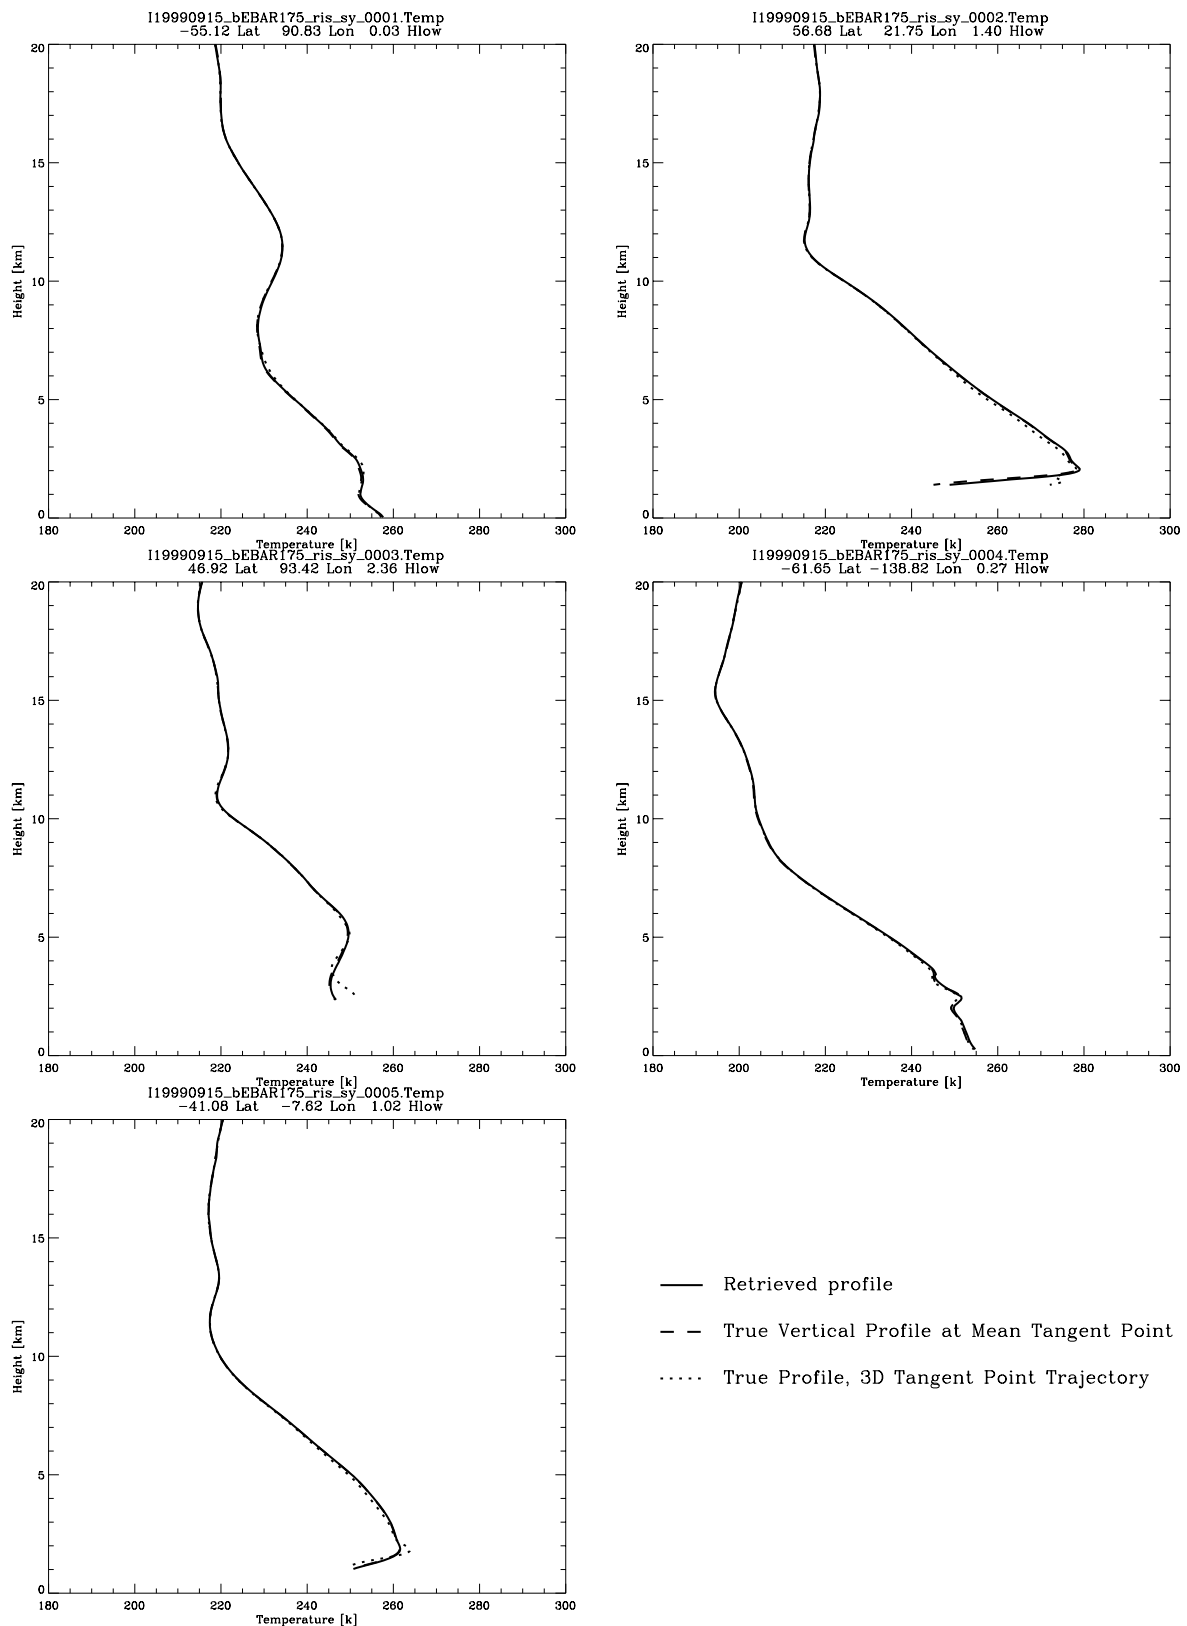 I19990915_bEBAR175_ris_sy_0001.Temp
−55.12 Lat 90.83 Lon 0.03 Hlow
20
15
10
5
0
Height [km]
180 200 220 240 260 280 300
Temperature [k]
I19990915_bEBAR175_ris_sy_0002.Temp
56.68 Lat 21.75 Lon 1.40 Hlow
20
15
10
5
0
Height [km]
180 200 220 240 260 280 300
Temperature [k]
I19990915_bEBAR175_ris_sy_0003.Temp
46.92 Lat 93.42 Lon 2.36 Hlow
20
15
10
5
0
Height [km]
180 200 220 240 260 280 300
Temperature [k]
I19990915_bEBAR175_ris_sy_0004.Temp
−61.65 Lat −138.82 Lon 0.27 Hlow
20
15
10
5
0
Height [km]
180 200 220 240 260 280 300
Temperature [k]
I19990915_bEBAR175_ris_sy_0005.Temp
−41.08 Lat −7.62 Lon 1.02 Hlow
20
15
10
5
0
Height [km]
180 200 220 240 260 280 300
Temperature [k]
Retrieved profile
True Vertical Profile at Mean Tangent Point
True Profile, 3D Tangent Point Trajectory